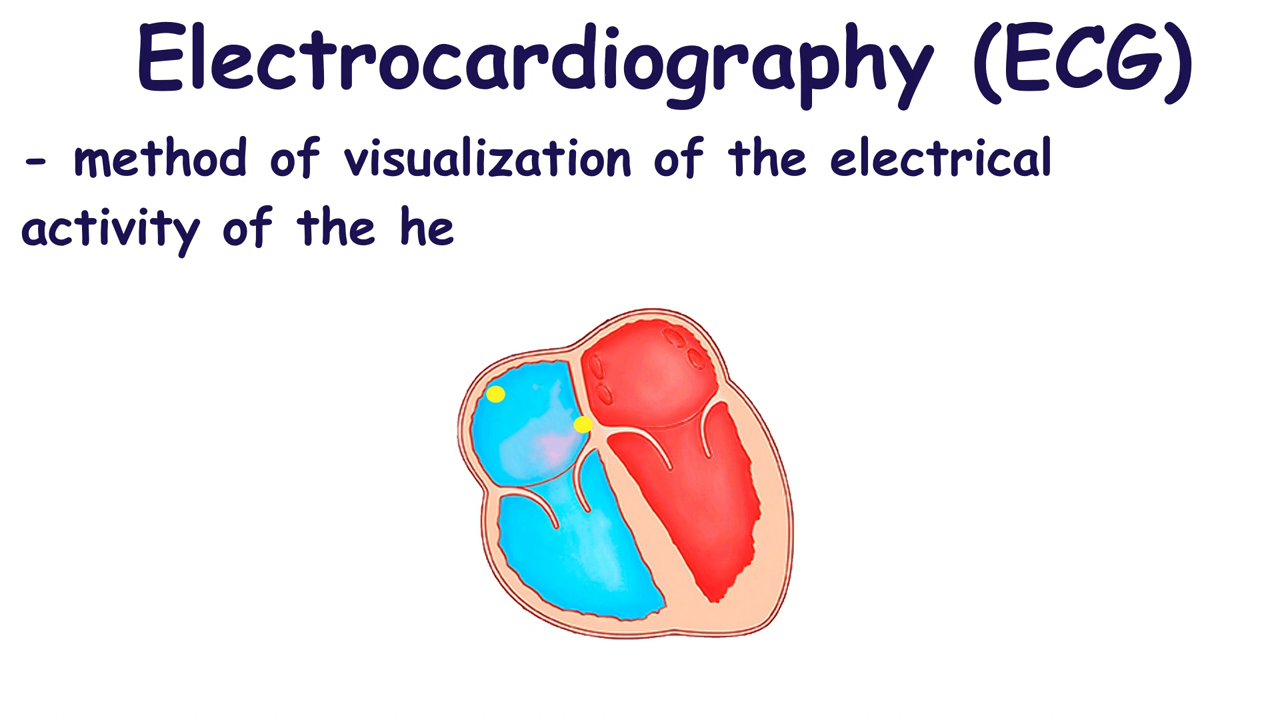 Electrocardiography (ECG)
- method of visualization of the electrical
activity of the he